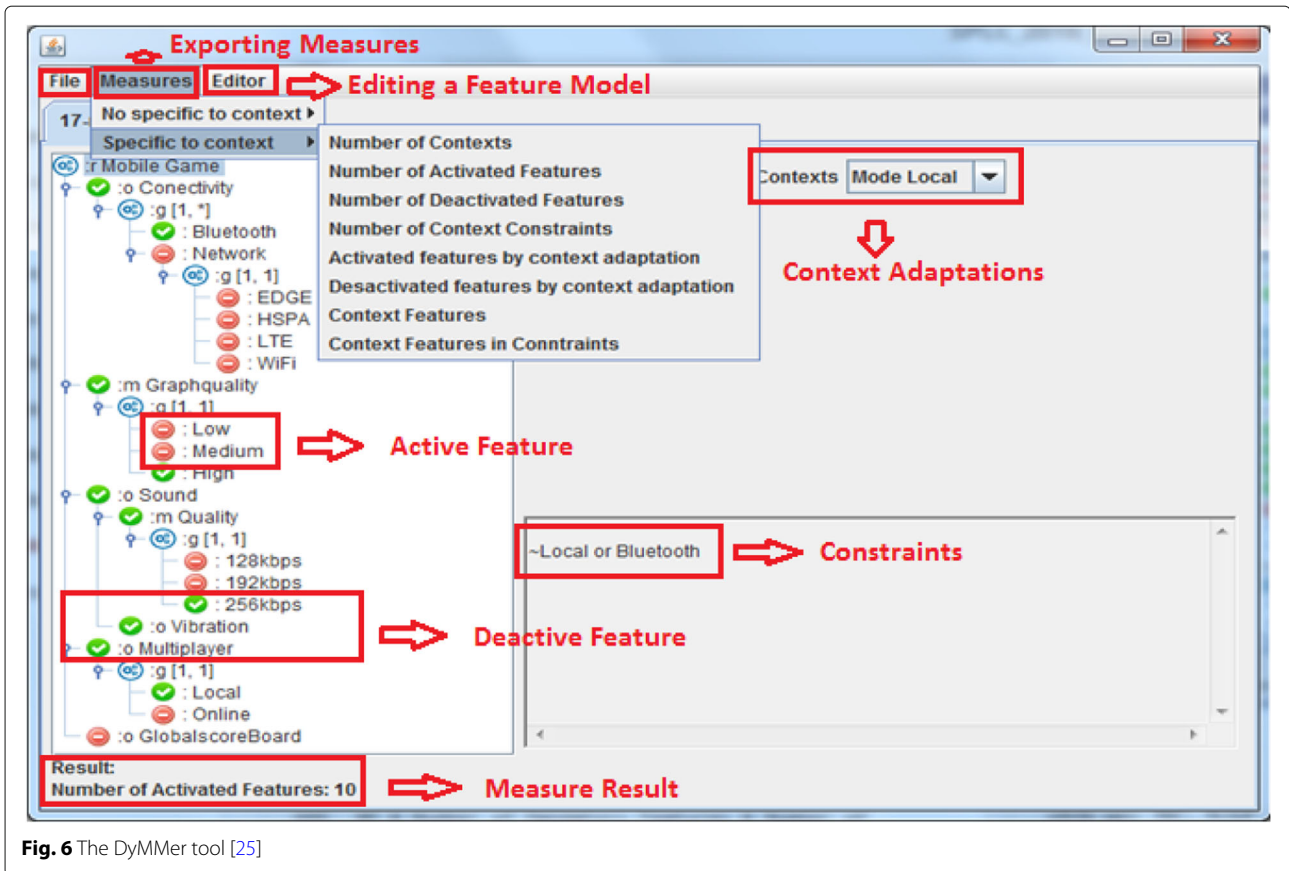 Exporting Measures
File Measures Editor
Editing a Feature Model
17-
No specific to context
Specific to context
Number of Contexts
Number of Activated Features
Number of Deactivated Features
Number of Context Constraints
Activated features by context adaptation
Desactivated features by context adaptation
Context Features
Context Features in Conntraints
Contexts Mode Local
Context Adaptations
:r Mobile Game
:o Conectivity
:g [1, *]
: Bluetooth
: Network
:g [1, 1]
: EDGE
: HSPA
: LTE
: WiFi
:m Graphquality
:g [1, 1]
: Low
: Medium
: High
Active Feature
:o Sound
:m Quality
:g [1, 1]
: 128kbps
: 192kbps
: 256kbps
:o Vibration
Deactive Feature
:o Multiplayer
:g [1, 1]
: Local
: Online
:o GlobalscoreBoard
~Local or Bluetooth
Constraints
Result:
Number of Activated Features: 10
Measure Result
Fig. 6 The DyMMer tool [25]